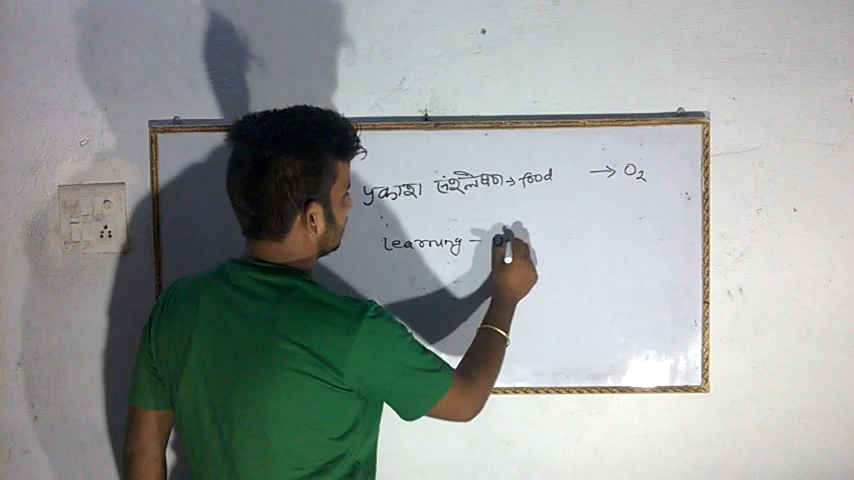 प्रकाश संश्लेषण → food → O₂
learning -